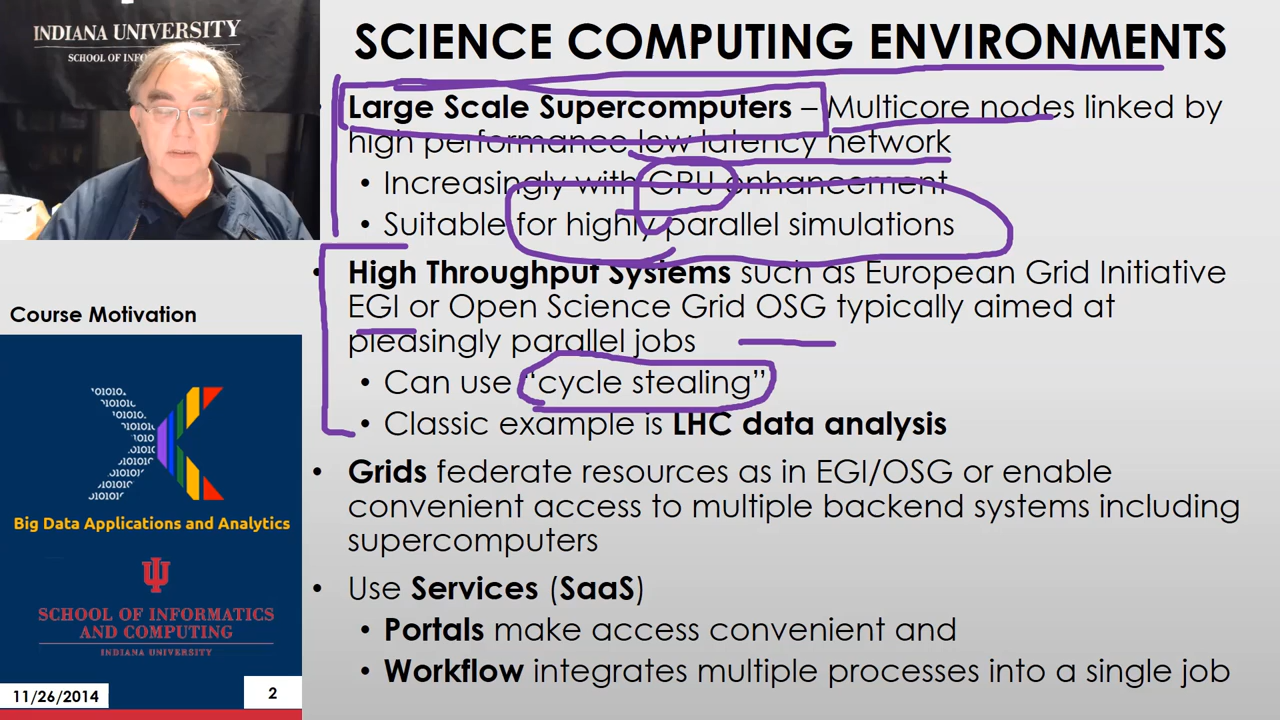 INDIANA UNIVERSITY
SCHOOL OF INFO
SCIENCE COMPUTING ENVIRONMENTS
• Large Scale Supercomputers – Multicore nodes linked by
high performance low latency network
• Increasingly with GPU enhancement
• Suitable for highly parallel simulations
• High Throughput Systems such as European Grid Initiative
EGI or Open Science Grid OSG typically aimed at
pleasingly parallel jobs
• Can use “cycle stealing”
• Classic example is LHC data analysis
• Grids federate resources as in EGI/OSG or enable
convenient access to multiple backend systems including
supercomputers
• Use Services (SaaS)
• Portals make access convenient and
• Workflow integrates multiple processes into a single job
Course Motivation
Big Data Applications and Analytics
SCHOOL OF INFORMATICS
AND COMPUTING
INDIANA UNIVERSITY
11/26/2014
2